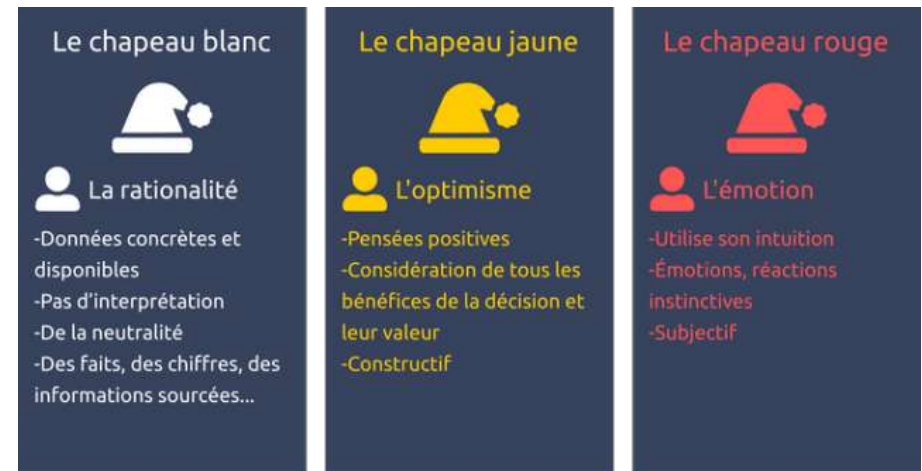 Le chapeau blanc
La rationalité
-Données concrètes et
disponibles
-Pas d'interprétation
-De la neutralité
-Des faits, des chiffres, des
informations sourcées...
Le chapeau jaune
L'optimisme
-Pensées positives
-Considération de tous les
bénéfices de la décision et
leur valeur
-Constructif
Le chapeau rouge
L'émotion
-Utilise son intuition
-Émotions, réactions
instinctives
-Subjectif